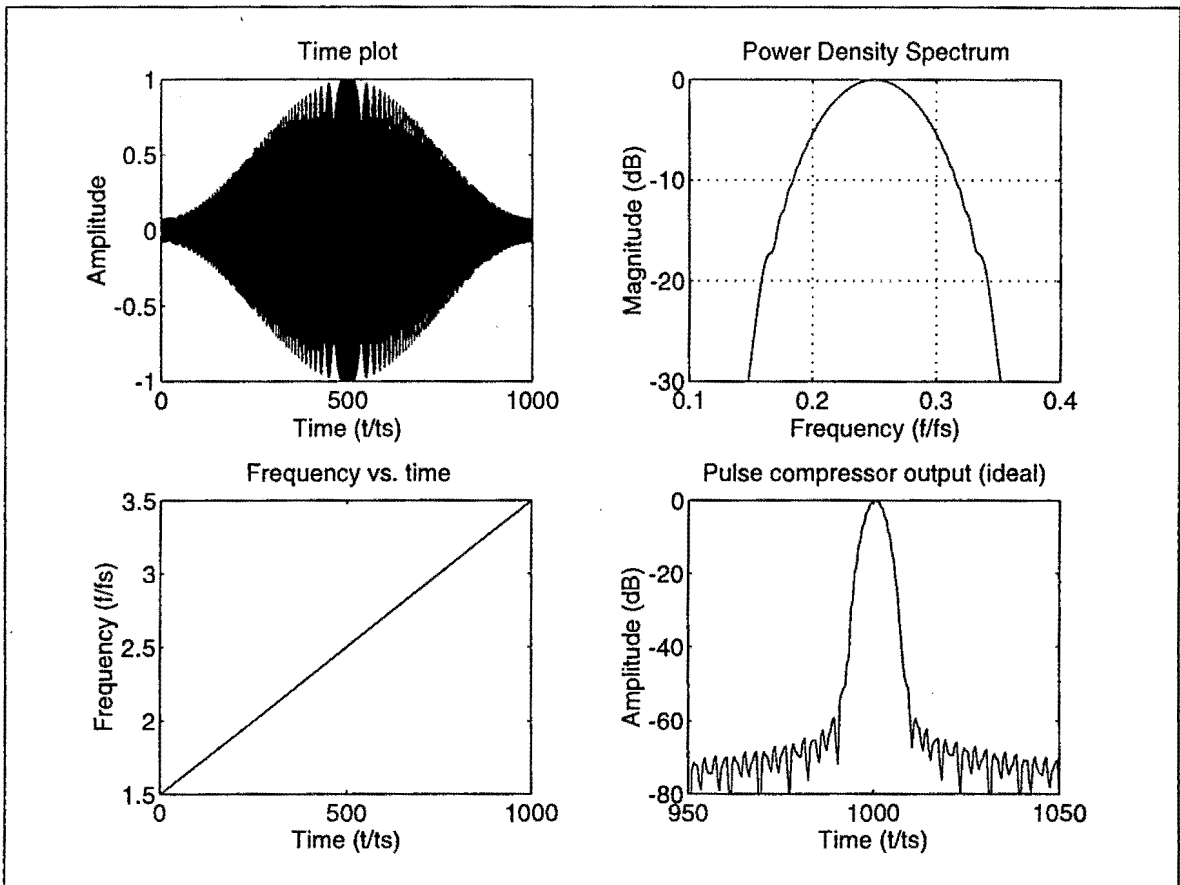 Time plot
1
0.5
0
-0.5
-1
Amplitude
0 500 1000
Time (t/ts)
Power Density Spectrum
0
-10
-20
-30
Magnitude (dB)
0.1 0.2 0.3 0.4
Frequency (f/fs)
Frequency vs. time
3.5
3
2.5
2
1.5
Frequency (f/fs)
0 500 1000
Time (t/ts)
Pulse compressor output (ideal)
0
-20
-40
-60
-80
Amplitude (dB)
950 1000 1050
Time (t/ts)